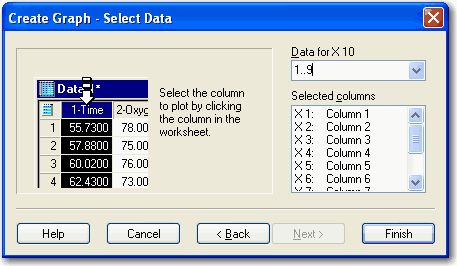 Create Graph - Select Data
Data 1*
1-Time 2-Oxyg
1 55.7300 78.00
2 57.8800 75.00
3 60.0200 76.00
4 62.4300 73.00
Select the column
to plot by clicking
the column in the
worksheet.
Data for X 10
1..9
Selected columns
X 1: Column 1
X 2: Column 2
X 3: Column 3
X 4: Column 4
X 5: Column 5
X 6: Column 6
Help
Cancel
< Back
Next >
Finish